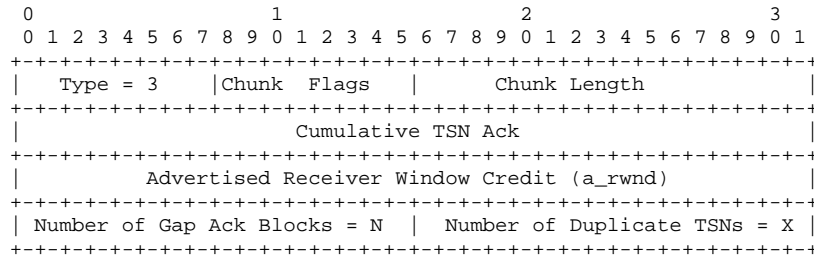 0                   1                   2                   3
 0 1 2 3 4 5 6 7 8 9 0 1 2 3 4 5 6 7 8 9 0 1 2 3 4 5 6 7 8 9 0 1
+-+-+-+-+-+-+-+-+-+-+-+-+-+-+-+-+-+-+-+-+-+-+-+-+-+-+-+-+-+-+-+-+
|   Type = 3    |Chunk  Flags   |      Chunk Length             |
+-+-+-+-+-+-+-+-+-+-+-+-+-+-+-+-+-+-+-+-+-+-+-+-+-+-+-+-+-+-+-+-+
|                      Cumulative TSN Ack                       |
+-+-+-+-+-+-+-+-+-+-+-+-+-+-+-+-+-+-+-+-+-+-+-+-+-+-+-+-+-+-+-+-+
|          Advertised Receiver Window Credit (a_rwnd)           |
+-+-+-+-+-+-+-+-+-+-+-+-+-+-+-+-+-+-+-+-+-+-+-+-+-+-+-+-+-+-+-+-+
| Number of Gap Ack Blocks = N  |  Number of Duplicate TSNs = X |
+-+-+-+-+-+-+-+-+-+-+-+-+-+-+-+-+-+-+-+-+-+-+-+-+-+-+-+-+-+-+-+-+